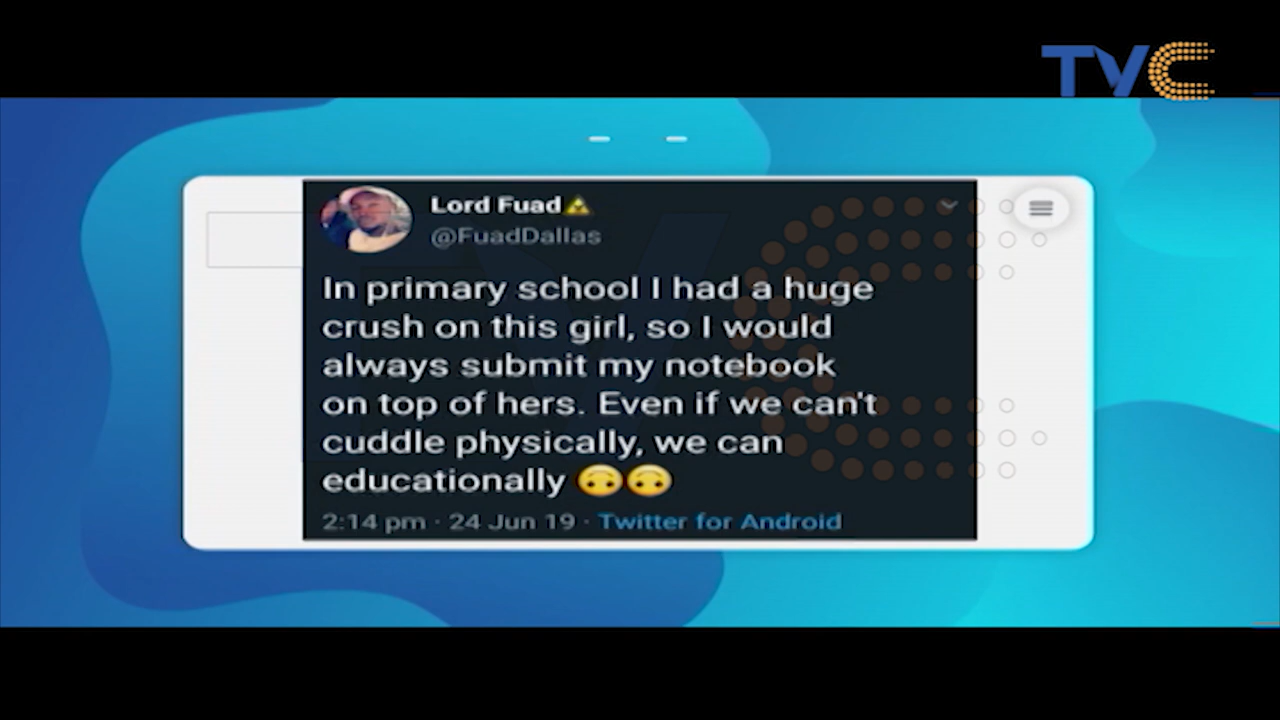 TVC
Lord Fuad
@FuadDallas
In primary school I had a huge
crush on this girl, so I would
always submit my notebook
on top of hers. Even if we can't
cuddle physically, we can
educationally 🙃🙃
2:14 pm · 24 Jun 19 · Twitter for Android